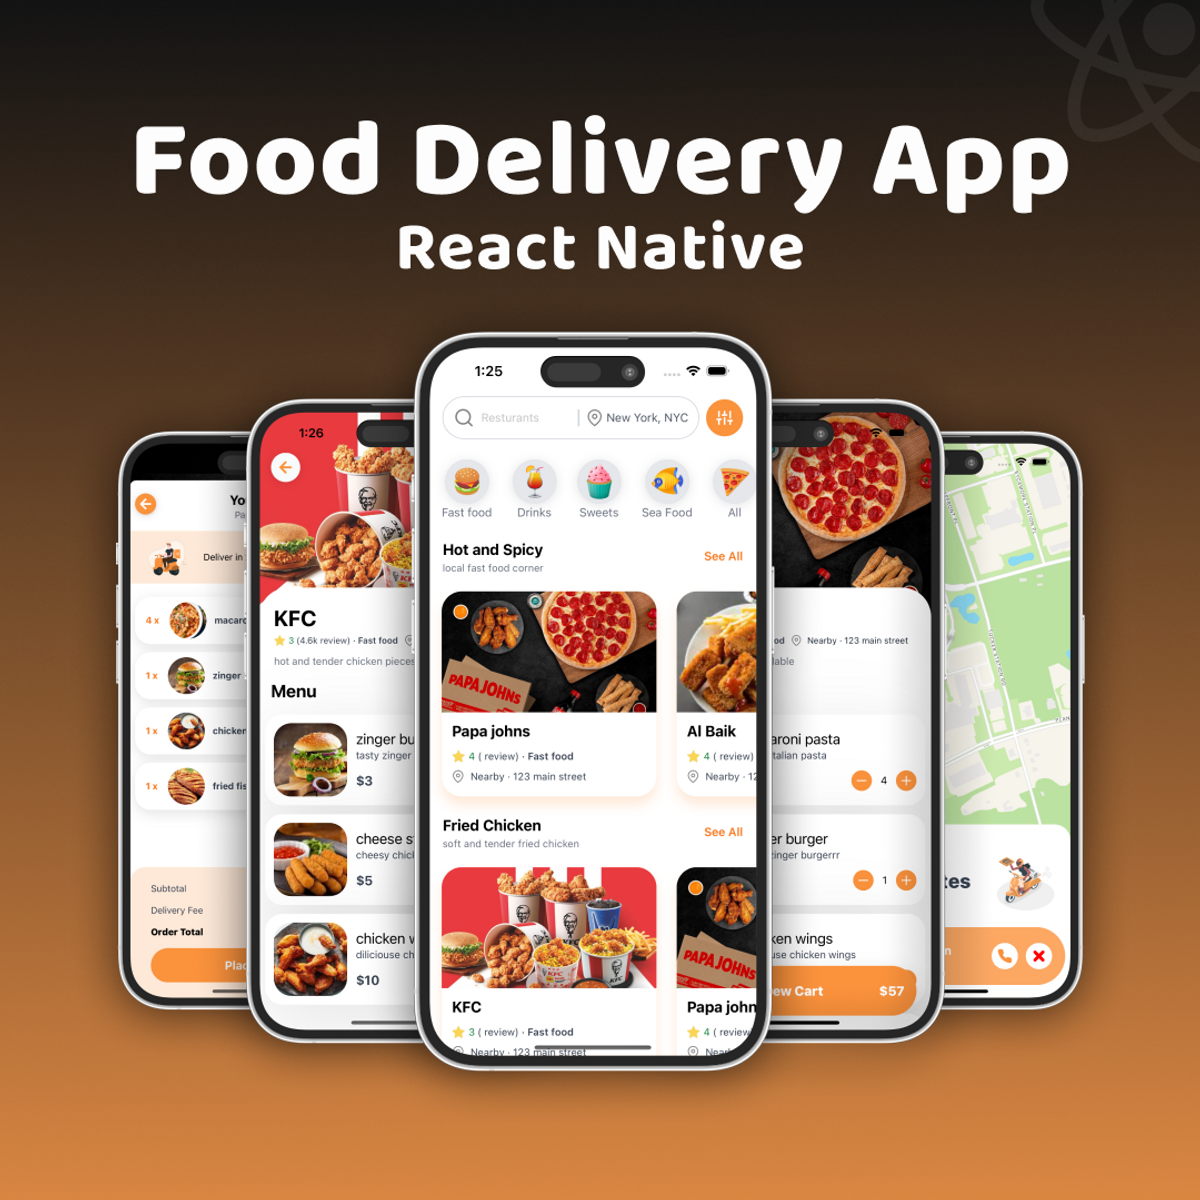 Food Delivery App
React Native
Yo
Pa
Deliver in
4 x macaro
1 x zinger
1 x chicken
1 x fried fis
Subtotal
Delivery Fee
Order Total
Plac
1:26
KFC
3 (4.6k review) · Fast food
hot and tender chicken pieces
Menu
zinger bu
tasty zinger
$3
cheese s
cheesy chick
$5
chicken w
diliciouse ch
$10
1:25
Resturants
New York, NYC
Fast food
Drinks
Sweets
Sea Food
All
Hot and Spicy
See All
local fast food corner
PAPA JOHNS
Papa johns
4 ( review) · Fast food
Nearby · 123 main street
Al Baik
4 ( review)
Nearby · 12
Fried Chicken
See All
soft and tender fried chicken
KFC
3 ( review) · Fast food
Nearby · 123 main street
PAPA JOHNS
Papa john
4 ( review
Near
od
Nearby · 123 main street
lable
aroni pasta
talian pasta
4
er burger
zinger burgerrr
1
ken wings
use chicken wings
ew Cart
$57
tes
n